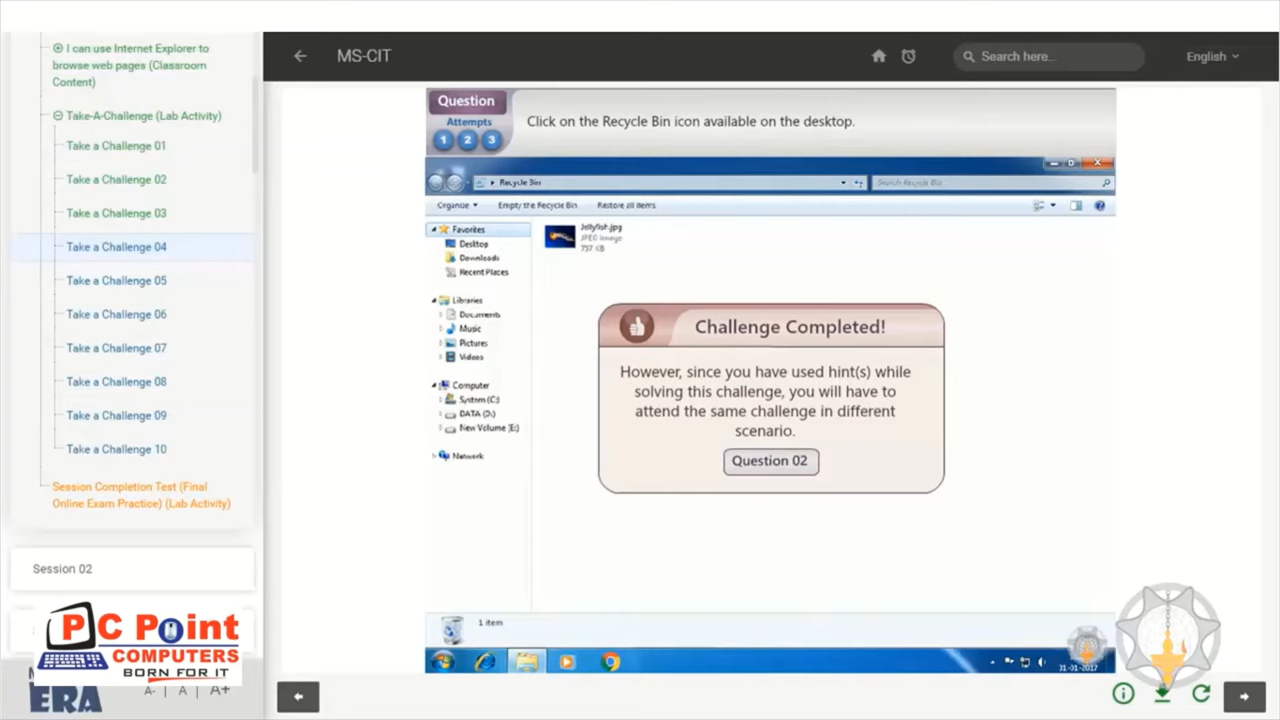 I can use Internet Explorer to
browse web pages (Classroom
Content)
Take-A-Challenge (Lab Activity)
Take a Challenge 01
Take a Challenge 02
Take a Challenge 03
Take a Challenge 04
Take a Challenge 05
Take a Challenge 06
Take a Challenge 07
Take a Challenge 08
Take a Challenge 09
Take a Challenge 10
Session Completion Test (Final
Online Exam Practice) (Lab Activity)
Session 02
PC Point
COMPUTERS
BORN FOR IT
ERA
A- | A | A+
MS-CIT
Search here...
English
Question
Attempts
1 2 3
Click on the Recycle Bin icon available on the desktop.
Recycle Bin
Search Recycle Bin
Organize
Empty the Recycle Bin
Restore all items
Favorites
Desktop
Downloads
Recent Places
Libraries
Documents
Music
Pictures
Videos
Computer
System (C:)
DATA (D:)
New Volume (E:)
Network
Jellyfish.jpg
JPEG image
757 KB
Challenge Completed!
However, since you have used hint(s) while
solving this challenge, you will have to
attend the same challenge in different
scenario.
Question 02
1 item
31-01-2017